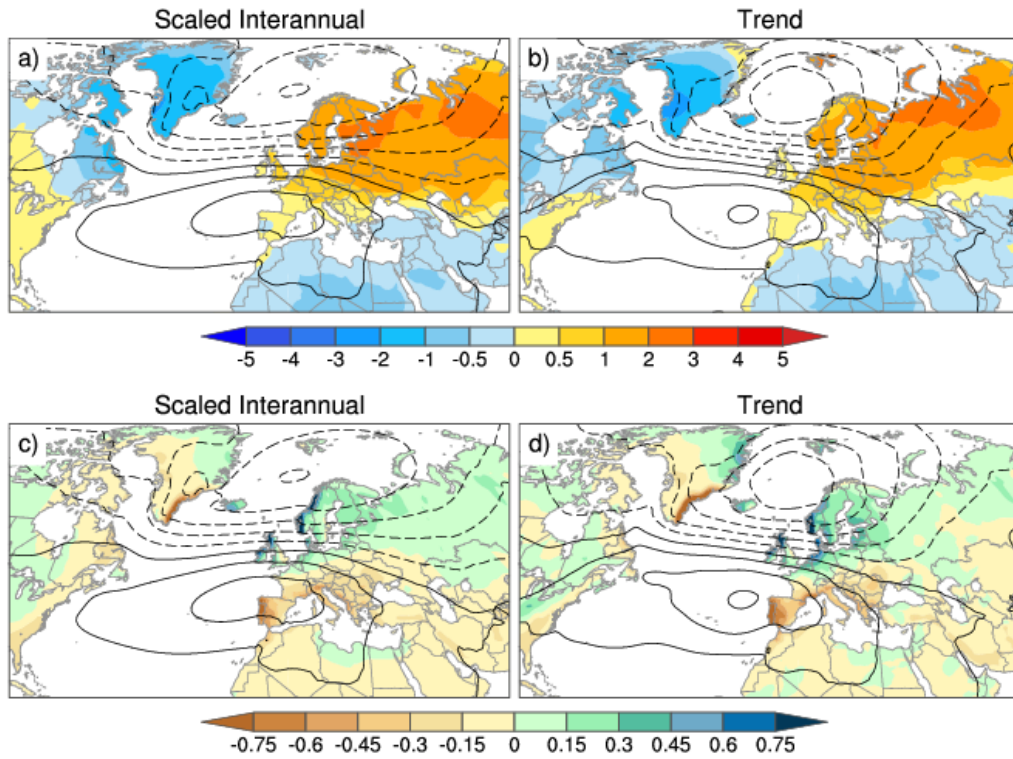 Scaled Interannual Trend
a) b)
-5 -4 -3 -2 -1 -0.5 0 0.5 1 2 3 4 5
Scaled Interannual Trend
c) d)
-0.75 -0.6 -0.45 -0.3 -0.15 0 0.15 0.3 0.45 0.6 0.75